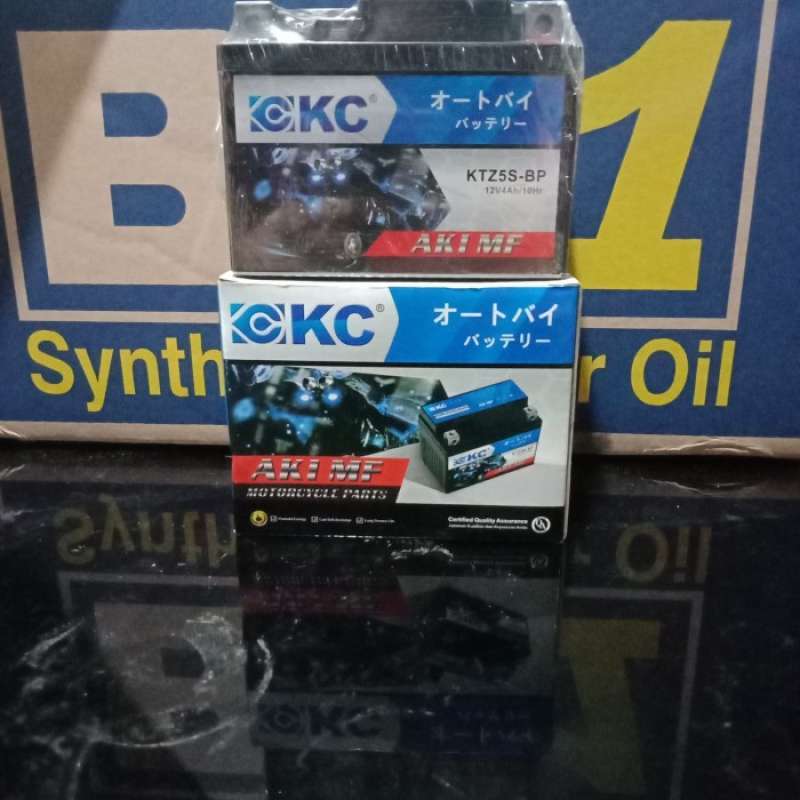 KC®
オートバイ
バッテリー
KTZ5S-BP
12V4Ah/10Hr
AKI MF
B 1
Synth r Oil
KC®
オートバイ
バッテリー
KC
AKI MF
MOTORCYCLE PARTS
Certified Quality Assurance